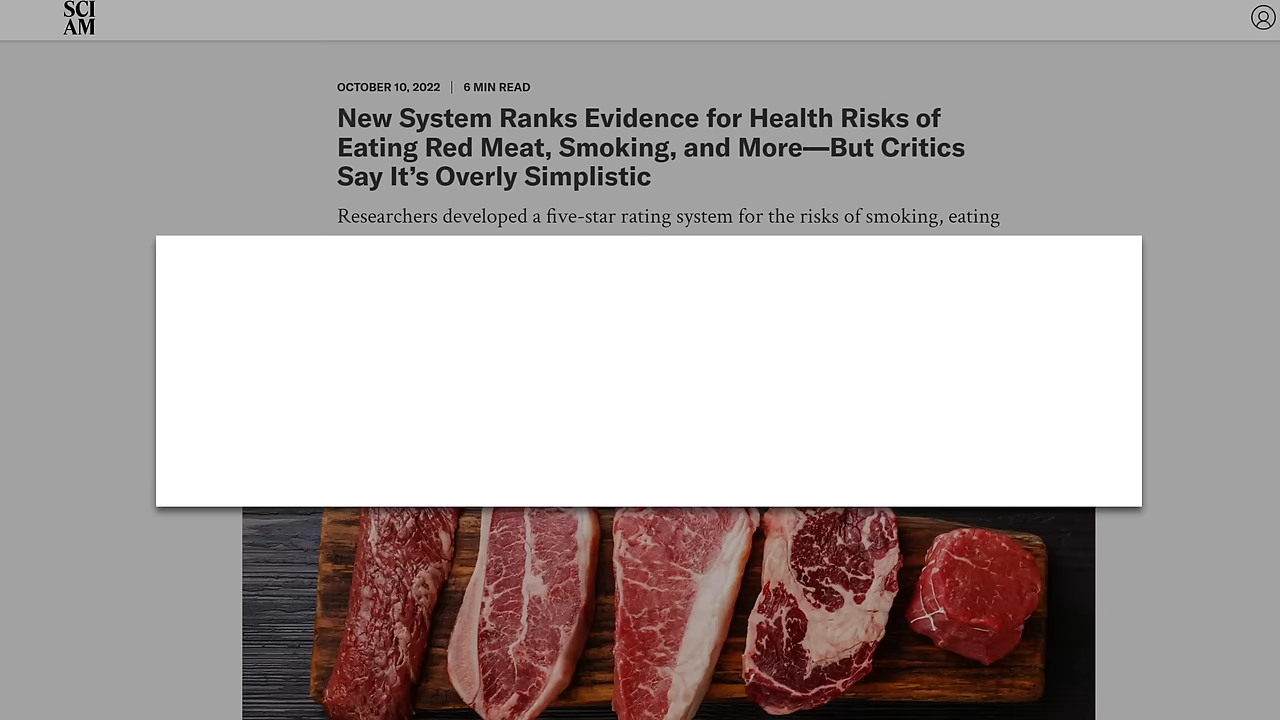 SCI
AM
OCTOBER 10, 2022 | 6 MIN READ
New System Ranks Evidence for Health Risks of
Eating Red Meat, Smoking, and More—But Critics
Say It’s Overly Simplistic
Researchers developed a five-star rating system for the risks of smoking, eating